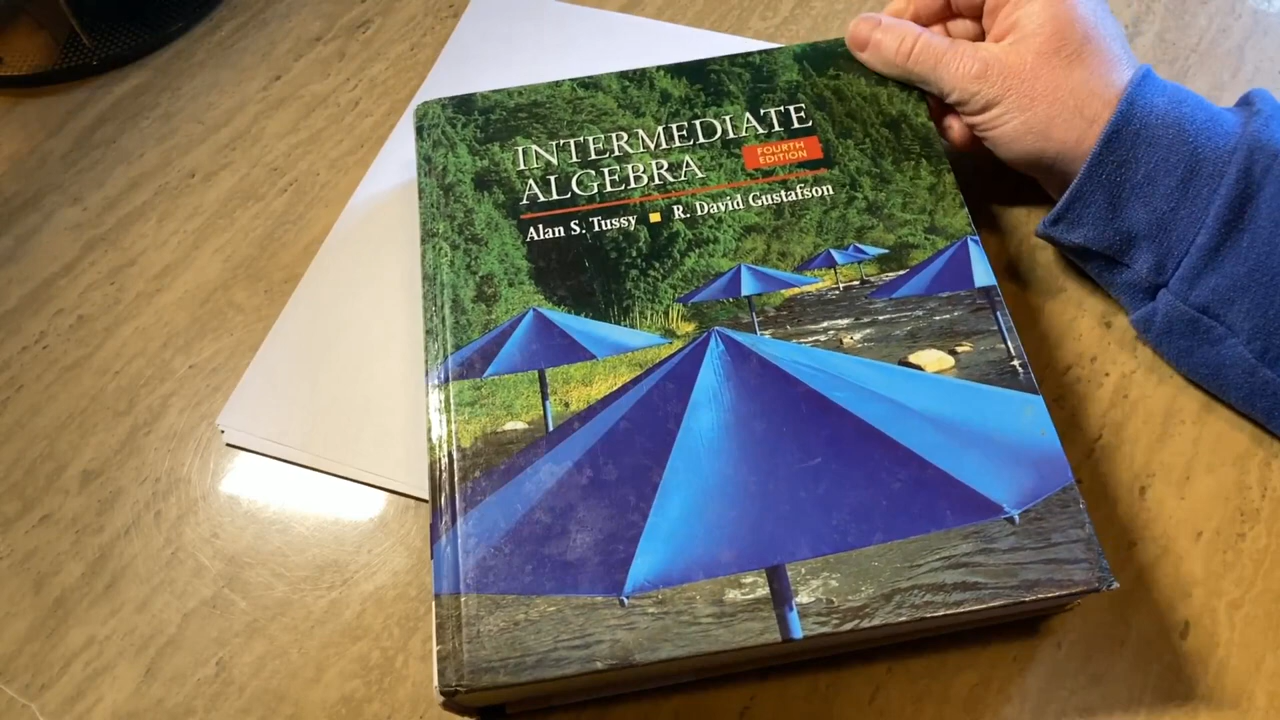 INTERMEDIATE
ALGEBRA
FOURTH
EDITION
Alan S. Tussy R. David Gustafson